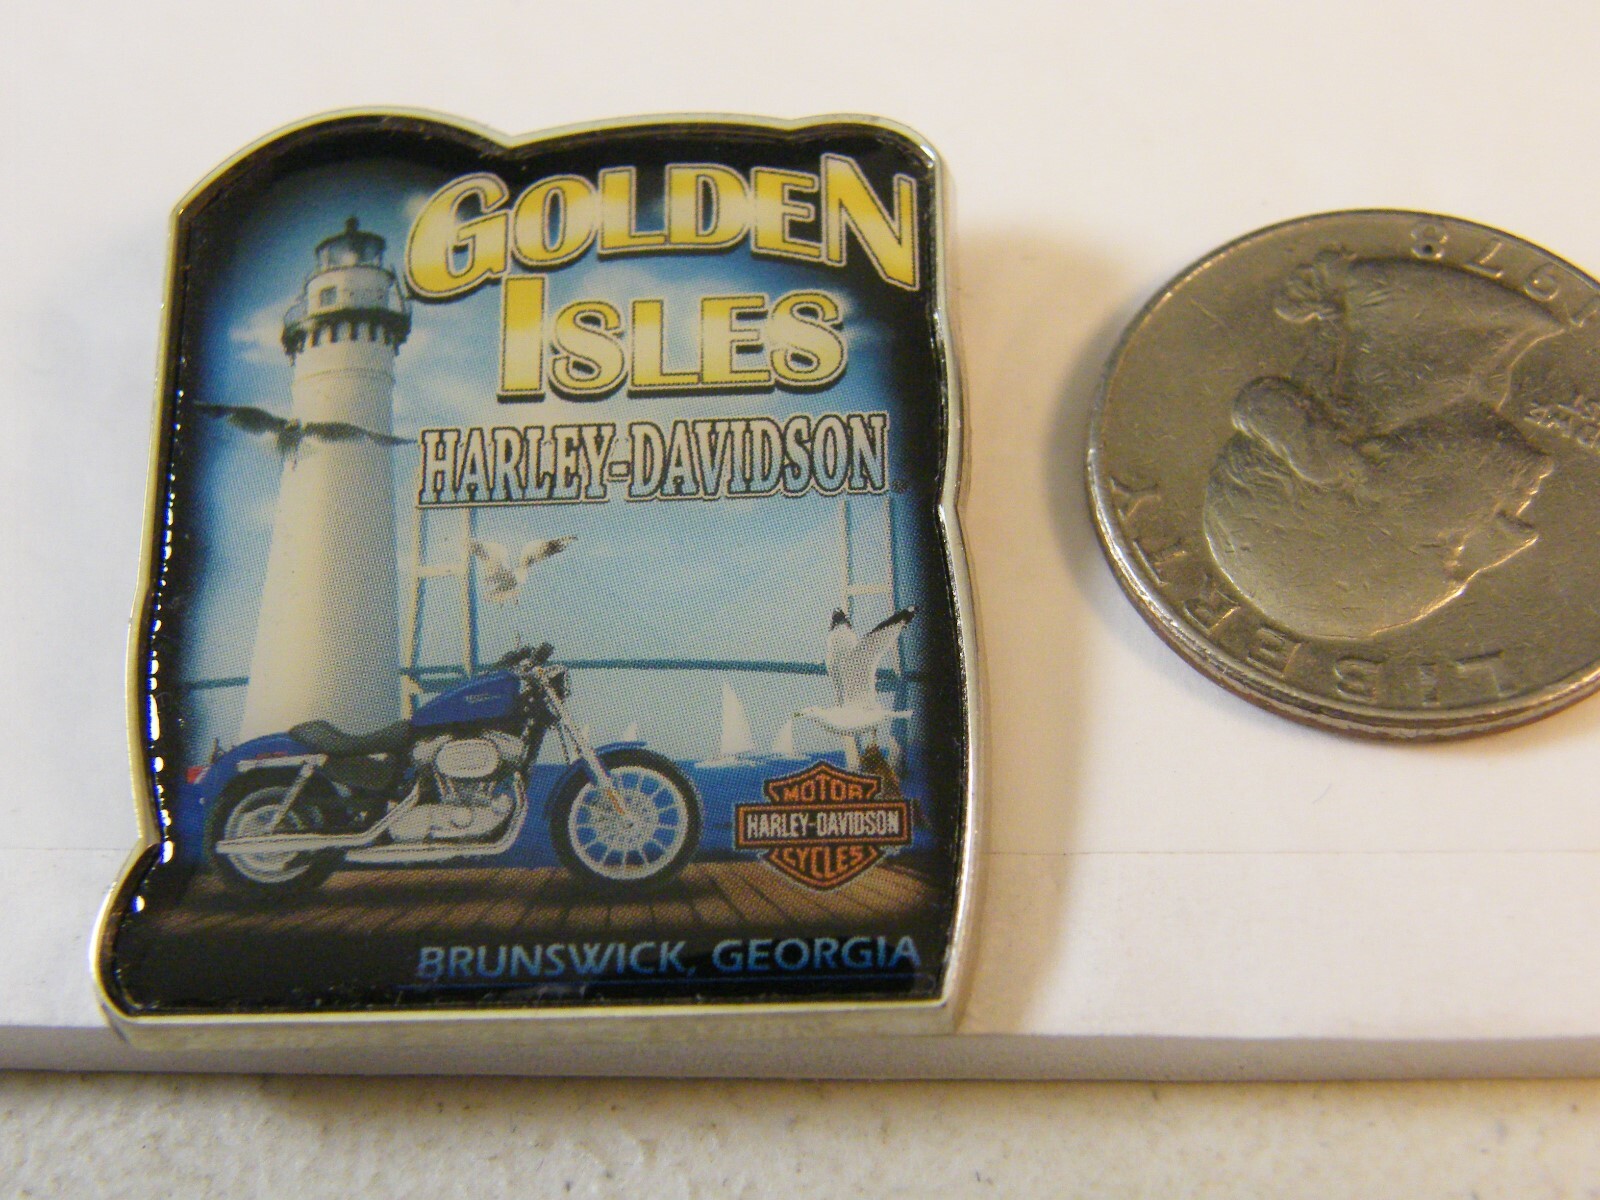 GOLDEN
ISLES
HARLEY-DAVIDSON
MOTOR
HARLEY-DAVIDSON
CYCLES
BRUNSWICK, GEORGIA
LIBERTY
1978